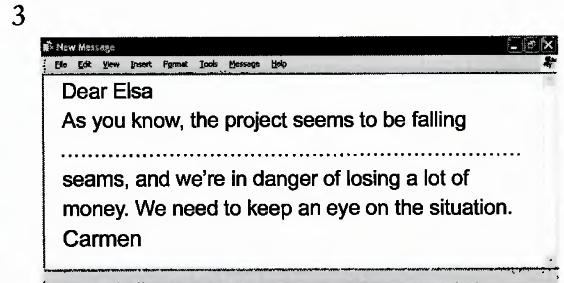 3
New Message
File Edit View Insert Format Tools Message Help
Dear Elsa
As you know, the project seems to be falling
................................................................................
seams, and we're in danger of losing a lot of
money. We need to keep an eye on the situation.
Carmen